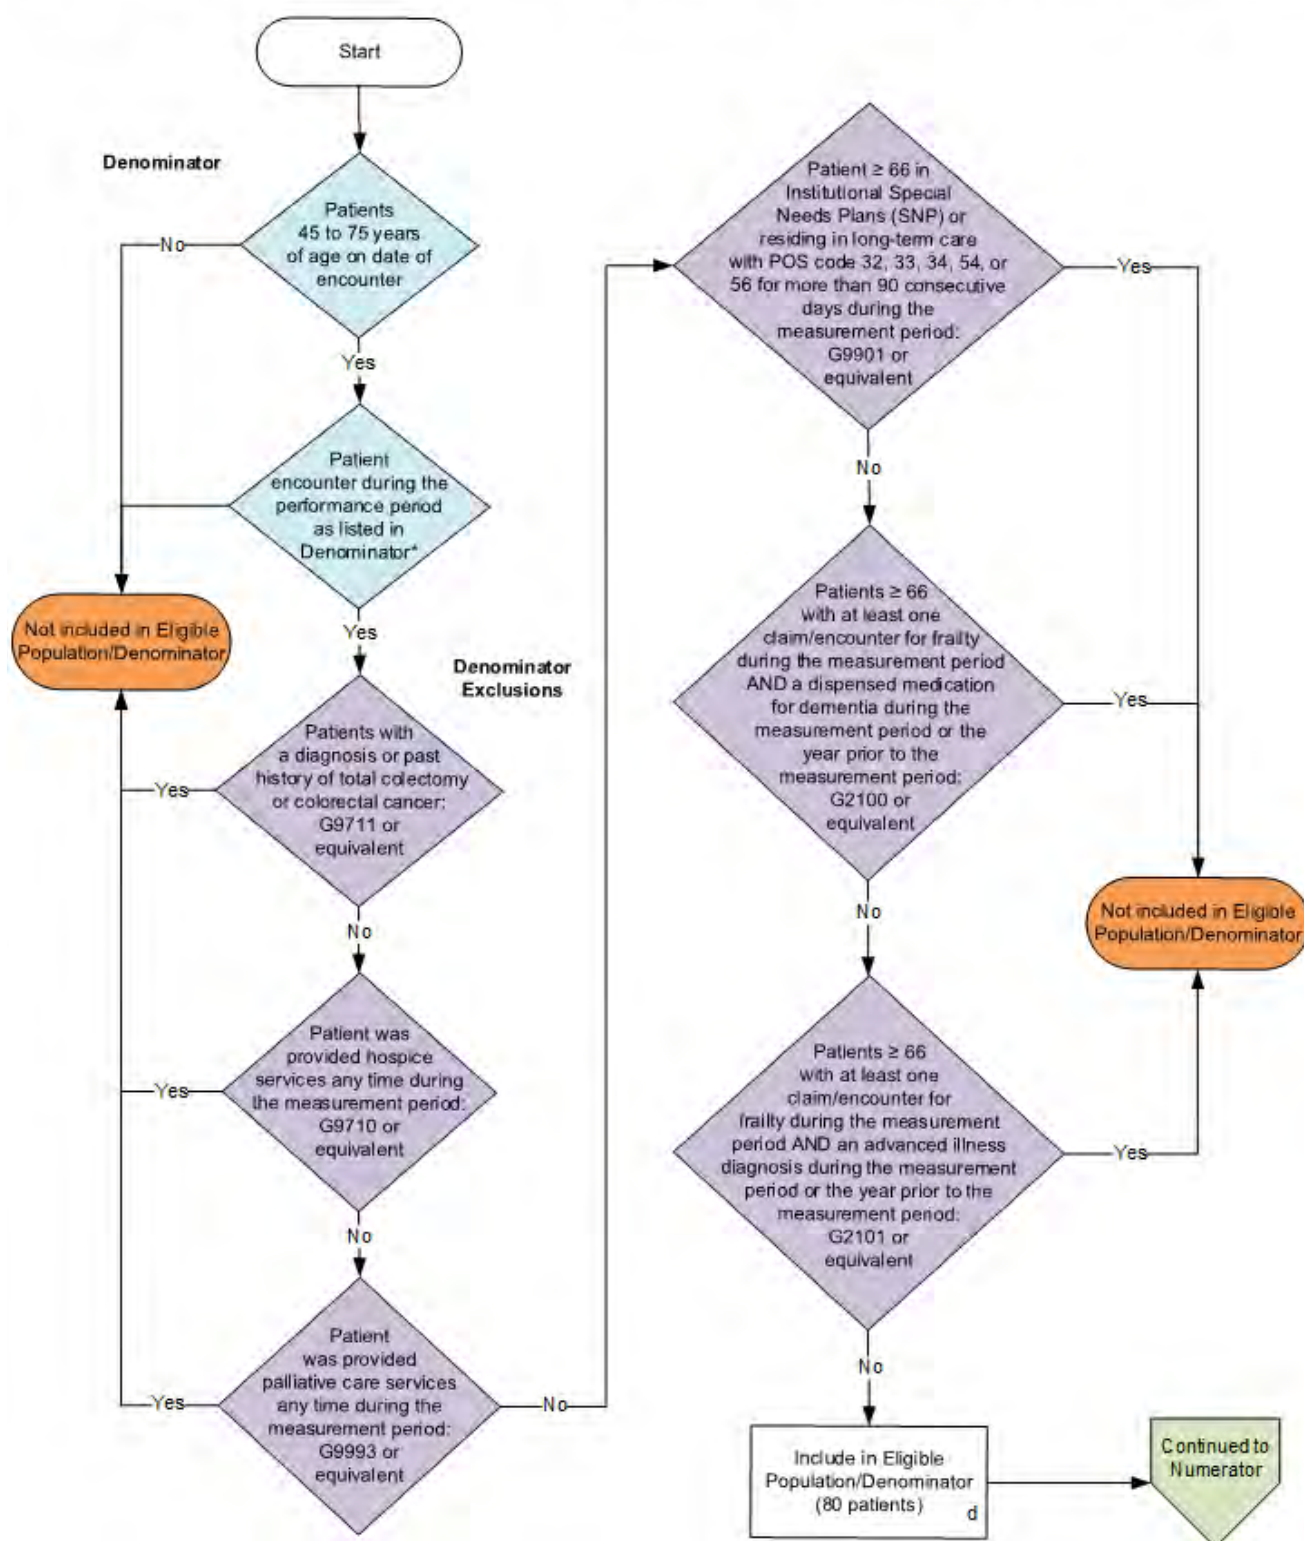 Start
Denominator
Patients
45 to 75 years
of age on date of
encounter
No
Yes
Patient
encounter during the
performance period
as listed in
Denominator*
Not included in Eligible
Population/Denominator
Yes
Denominator
Exclusions
Patients with
a diagnosis or past
history of total colectomy
or colorectal cancer:
G9711 or
equivalent
Yes
No
Patient was
provided hospice
services any time during
the measurement period:
G9710 or
equivalent
Yes
No
Patient
was provided
palliative care services
any time during the
measurement period:
G9993 or
equivalent
Yes
No
Patient ≥ 66 in
Institutional Special
Needs Plans (SNP) or
residing in long-term care
with POS code 32, 33, 34, 54, or
56 for more than 90 consecutive
days during the
measurement period:
G9901 or
equivalent
Yes
No
Patients ≥ 66
with at least one
claim/encounter for frailty
during the measurement period
AND a dispensed medication
for dementia during the
measurement period or the
year prior to the
measurement period:
G2100 or
equivalent
Yes
No
Not included in Eligible
Population/Denominator
Patients ≥ 66
with at least one
claim/encounter for
frailty during the measurement
period AND an advanced illness
diagnosis during the measurement
period or the year prior to the
measurement period:
G2101 or
equivalent
Yes
No
Include in Eligible
Population/Denominator
(80 patients)
d
Continued to
Numerator